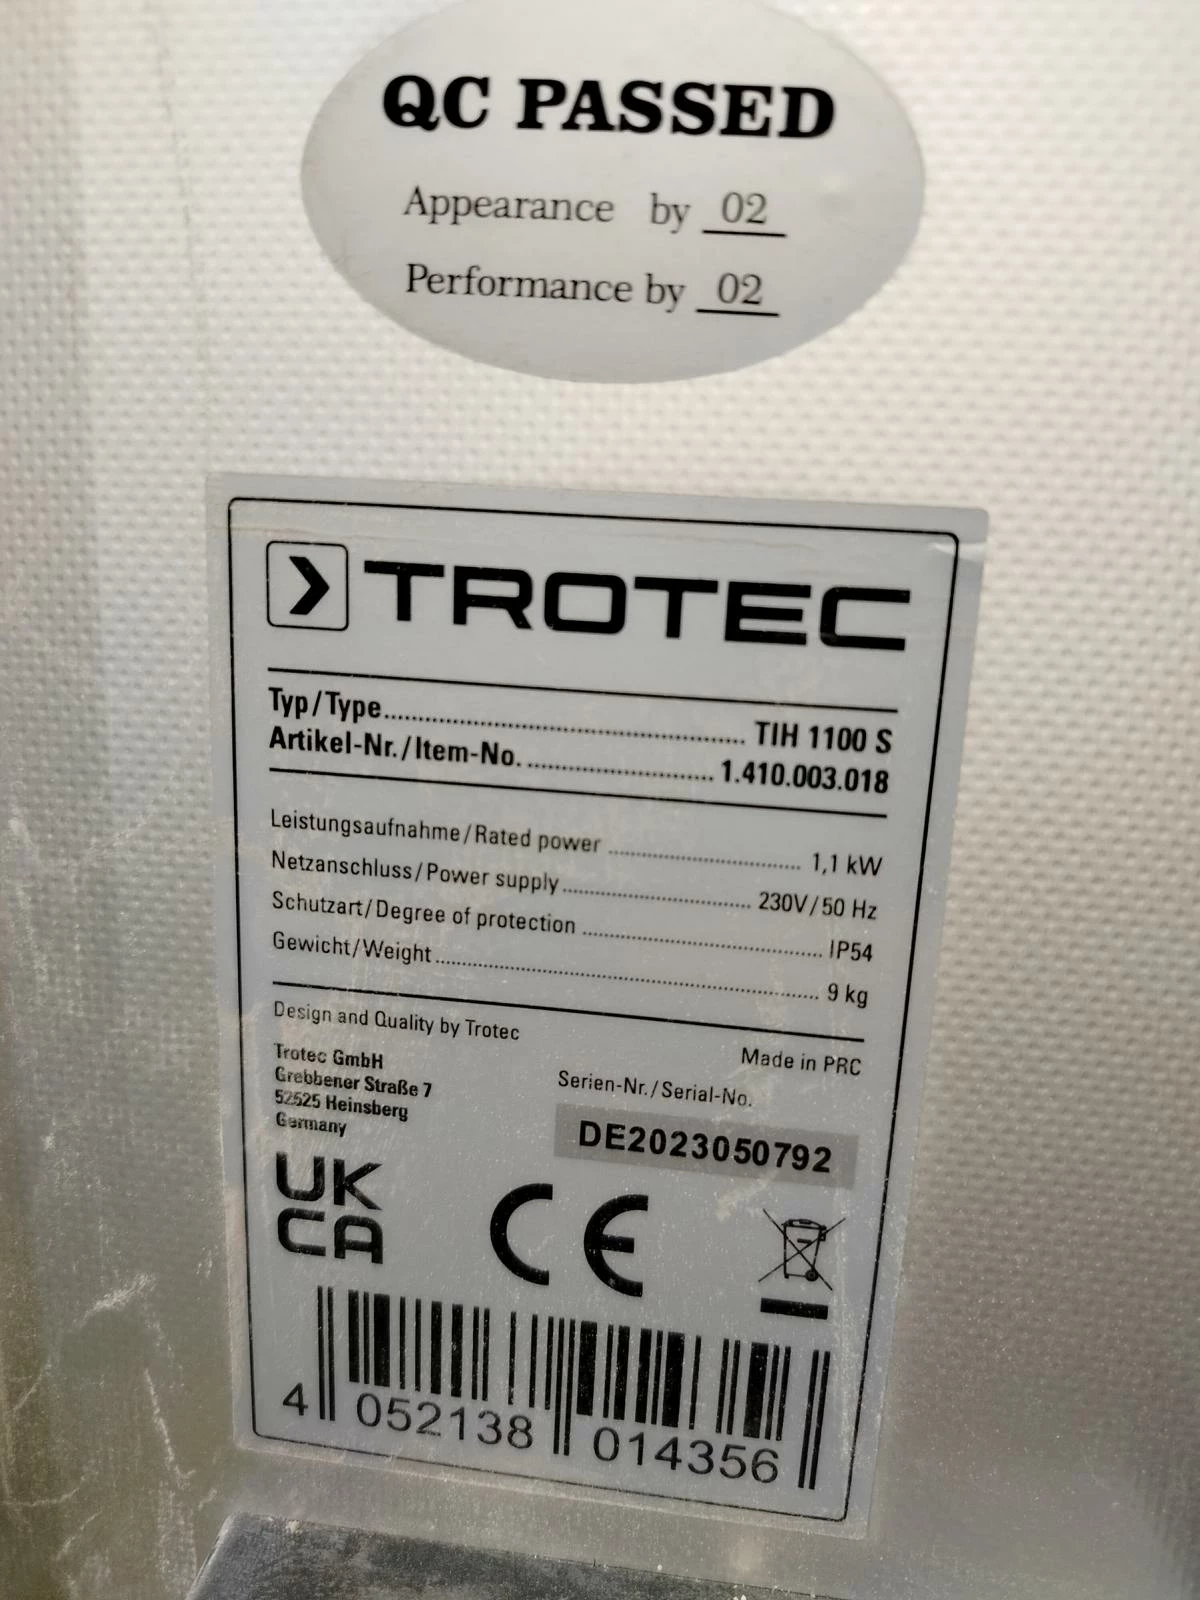 QC PASSED
Appearance by 02
Performance by 02
TROTEC
Typ/Type........................................................ TIH 1100 S
Artikel-Nr./Item-No. ............................. 1.410.003.018
Leistungsaufnahme/Rated power ................................ 1,1 kW
Netzanschluss/Power supply ............................... 230V/50 Hz
Schutzart/Degree of protection ........................................ IP54
Gewicht/Weight ................................................................ 9 kg
Design and Quality by Trotec
Made in PRC
Trotec GmbH
Grebbener Straße 7
52525 Heinsberg
Germany
Serien-Nr./Serial-No.
DE2023050792
UK
CA
CE
4 052138 014356